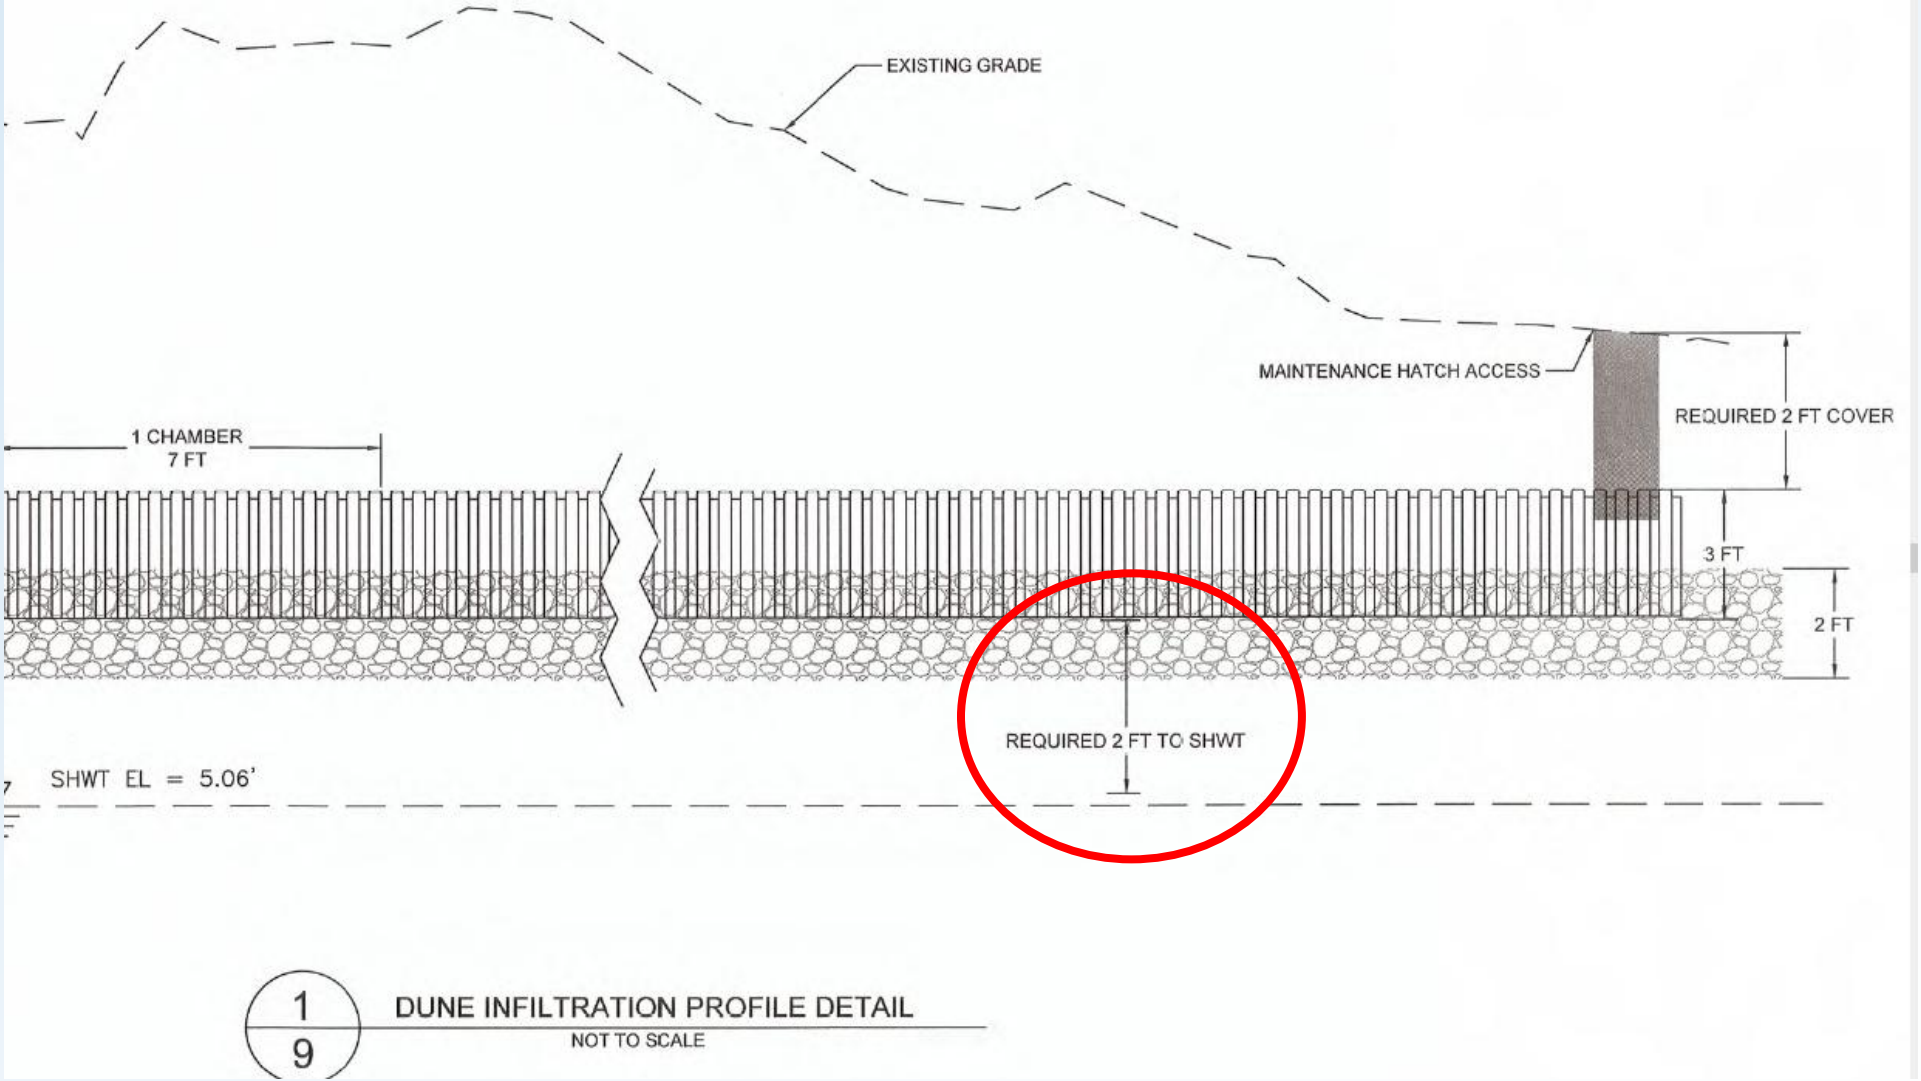 EXISTING GRADE
MAINTENANCE HATCH ACCESS
REQUIRED 2 FT COVER
1 CHAMBER
7 FT
3 FT
2 FT
REQUIRED 2 FT TO SHWT
SHWT EL = 5.06'
1
9
DUNE INFILTRATION PROFILE DETAIL
NOT TO SCALE